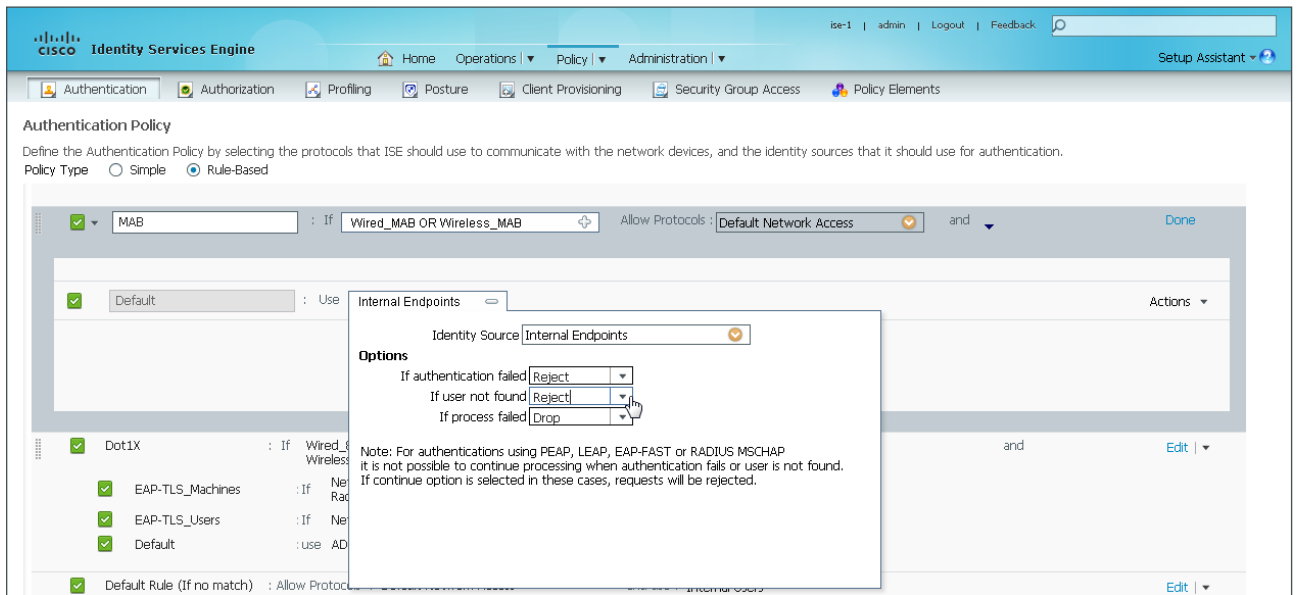 ise-1 | admin | Logout | Feedback
CISCO Identity Services Engine
Home Operations | Policy | Administration | Setup Assistant
Authentication Authorization Profiling Posture Client Provisioning Security Group Access Policy Elements
Authentication Policy
Define the Authentication Policy by selecting the protocols that ISE should use to communicate with the network devices, and the identity sources that it should use for authentication.
Policy Type Simple Rule-Based
MAB : If Wired_MAB OR Wireless_MAB Allow Protocols : Default Network Access and Done
Default : Use Internal Endpoints Actions
Identity Source Internal Endpoints
Options
If authentication failed Reject
If user not found Reject
If process failed Drop
Note: For authentications using PEAP, LEAP, EAP-FAST or RADIUS MSCHAP
it is not possible to continue processing when authentication fails or user is not found.
If continue option is selected in these cases, requests will be rejected.
Dot1X : If Wired_ and Edit |
Wireless
EAP-TLS_Machines : If Ne
Rad
EAP-TLS_Users : If Ne
Default : use AD
Default Rule (If no match) : Allow Protoc Internal Users Edit |